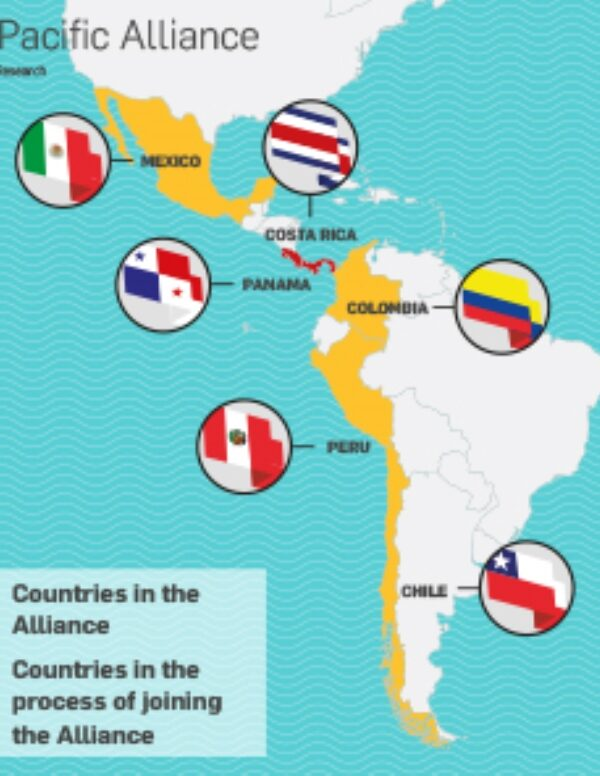 Pacific Alliance
Research
MEXICO
COSTA RICA
PANAMA
COLOMBIA
PERU
CHILE
Countries in the
Alliance
Countries in the
process of joining
the Alliance